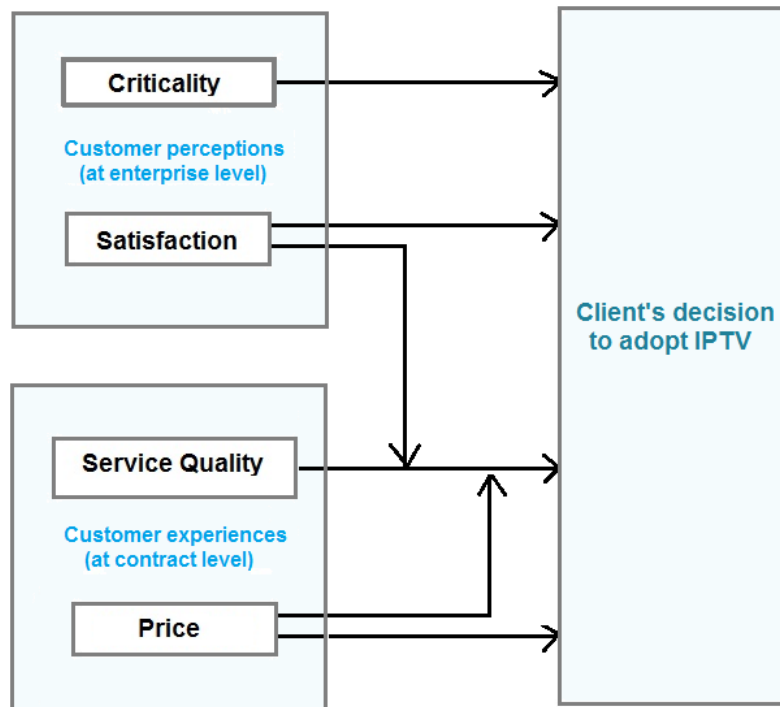 Criticality
Customer perceptions
(at enterprise level)
Satisfaction
Client's decision
to adopt IPTV
Service Quality
Customer experiences
(at contract level)
Price